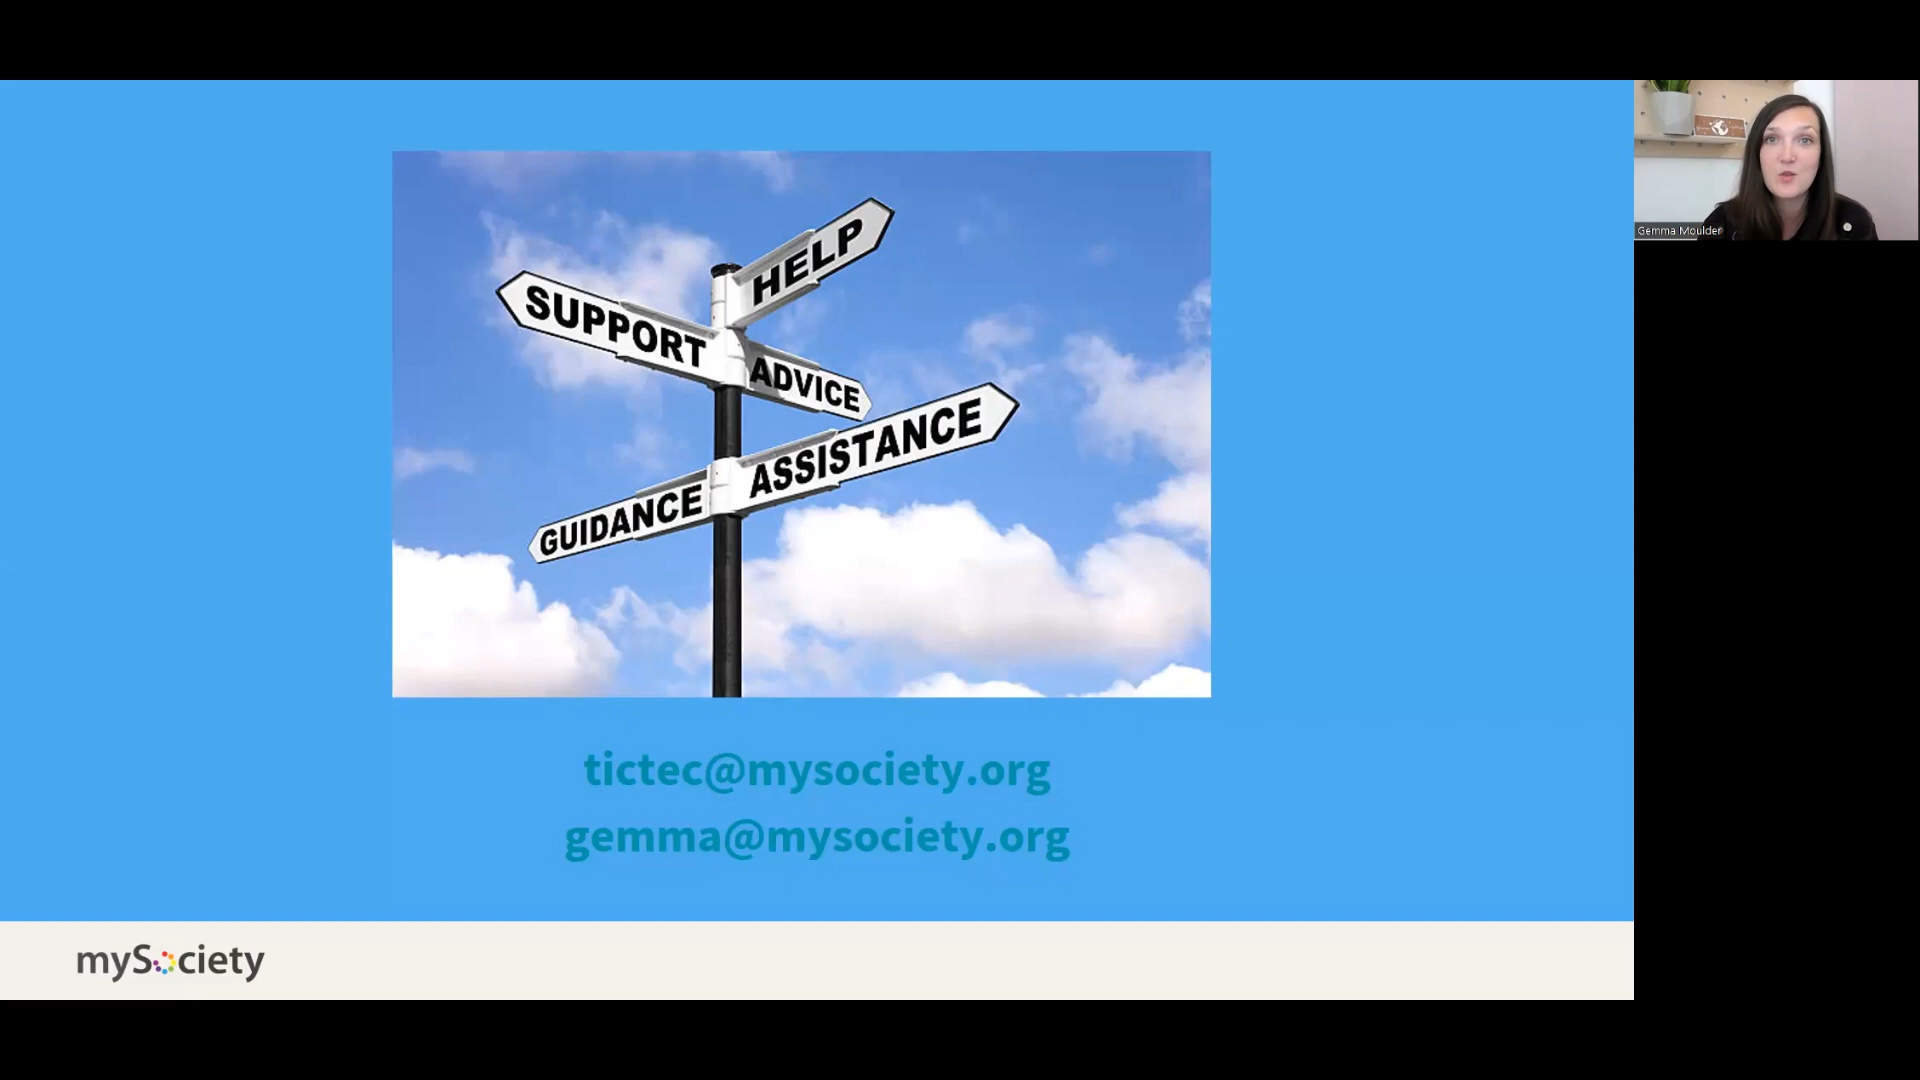 HELP
SUPPORT
ADVICE
ASSISTANCE
GUIDANCE
tictec@mysociety.org
gemma@mysociety.org
mySociety
Gemma Moulder